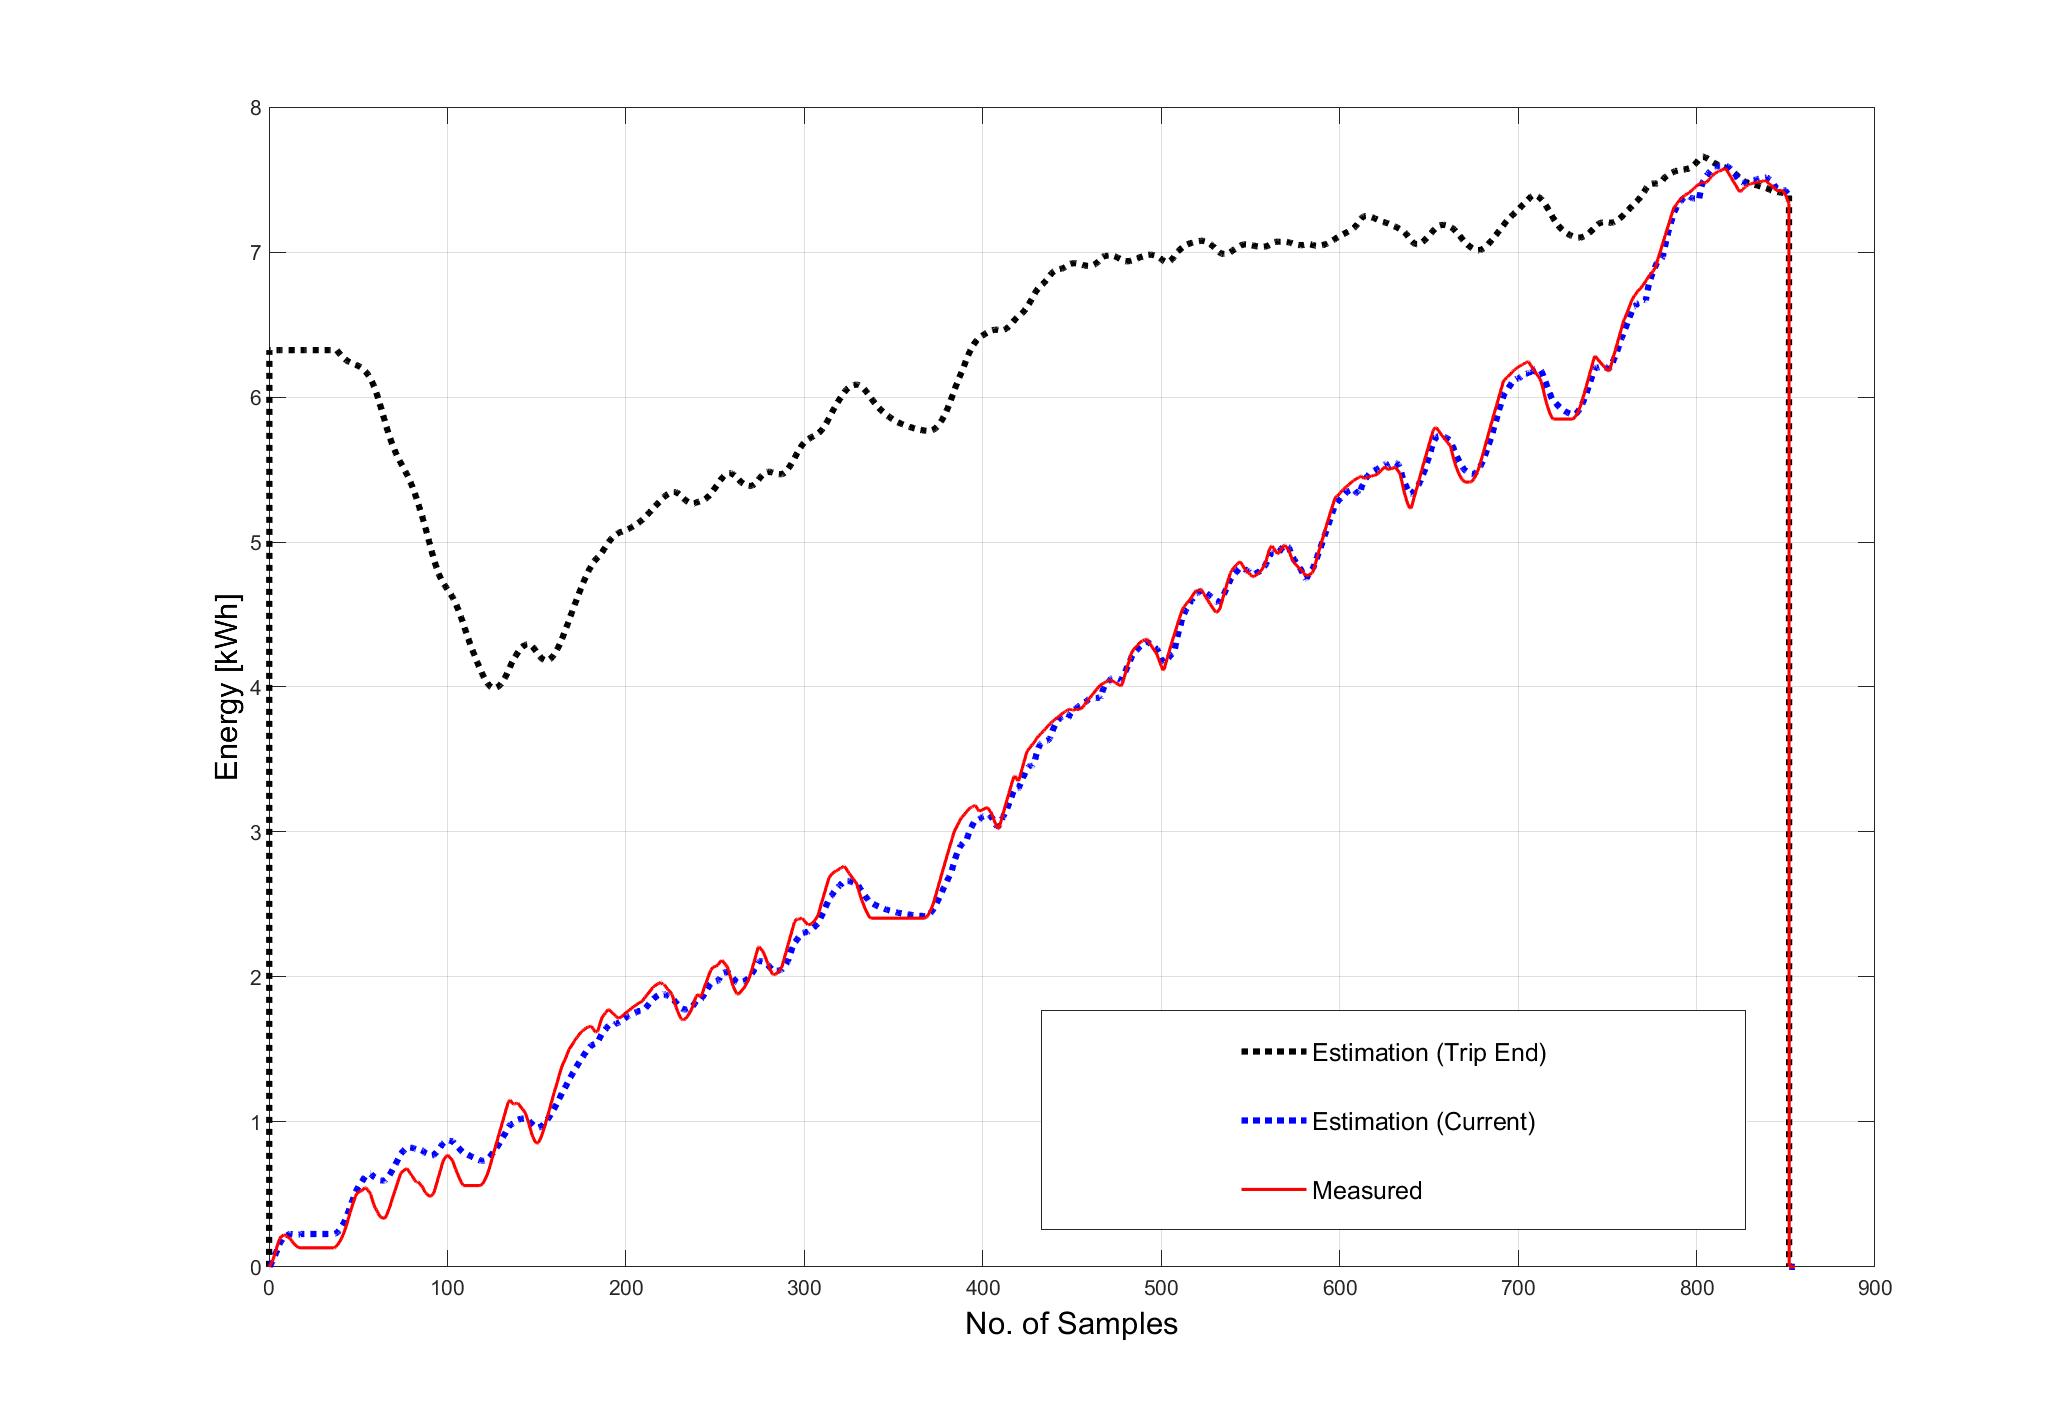 8
7
6
5
4
3
2
1
0
Energy [kWh]
0 100 200 300 400 500 600 700 800 900
No. of Samples
Estimation (Trip End)
Estimation (Current)
Measured